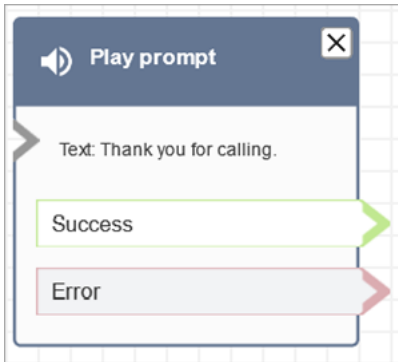 Play prompt
Text: Thank you for calling.
Success
Error